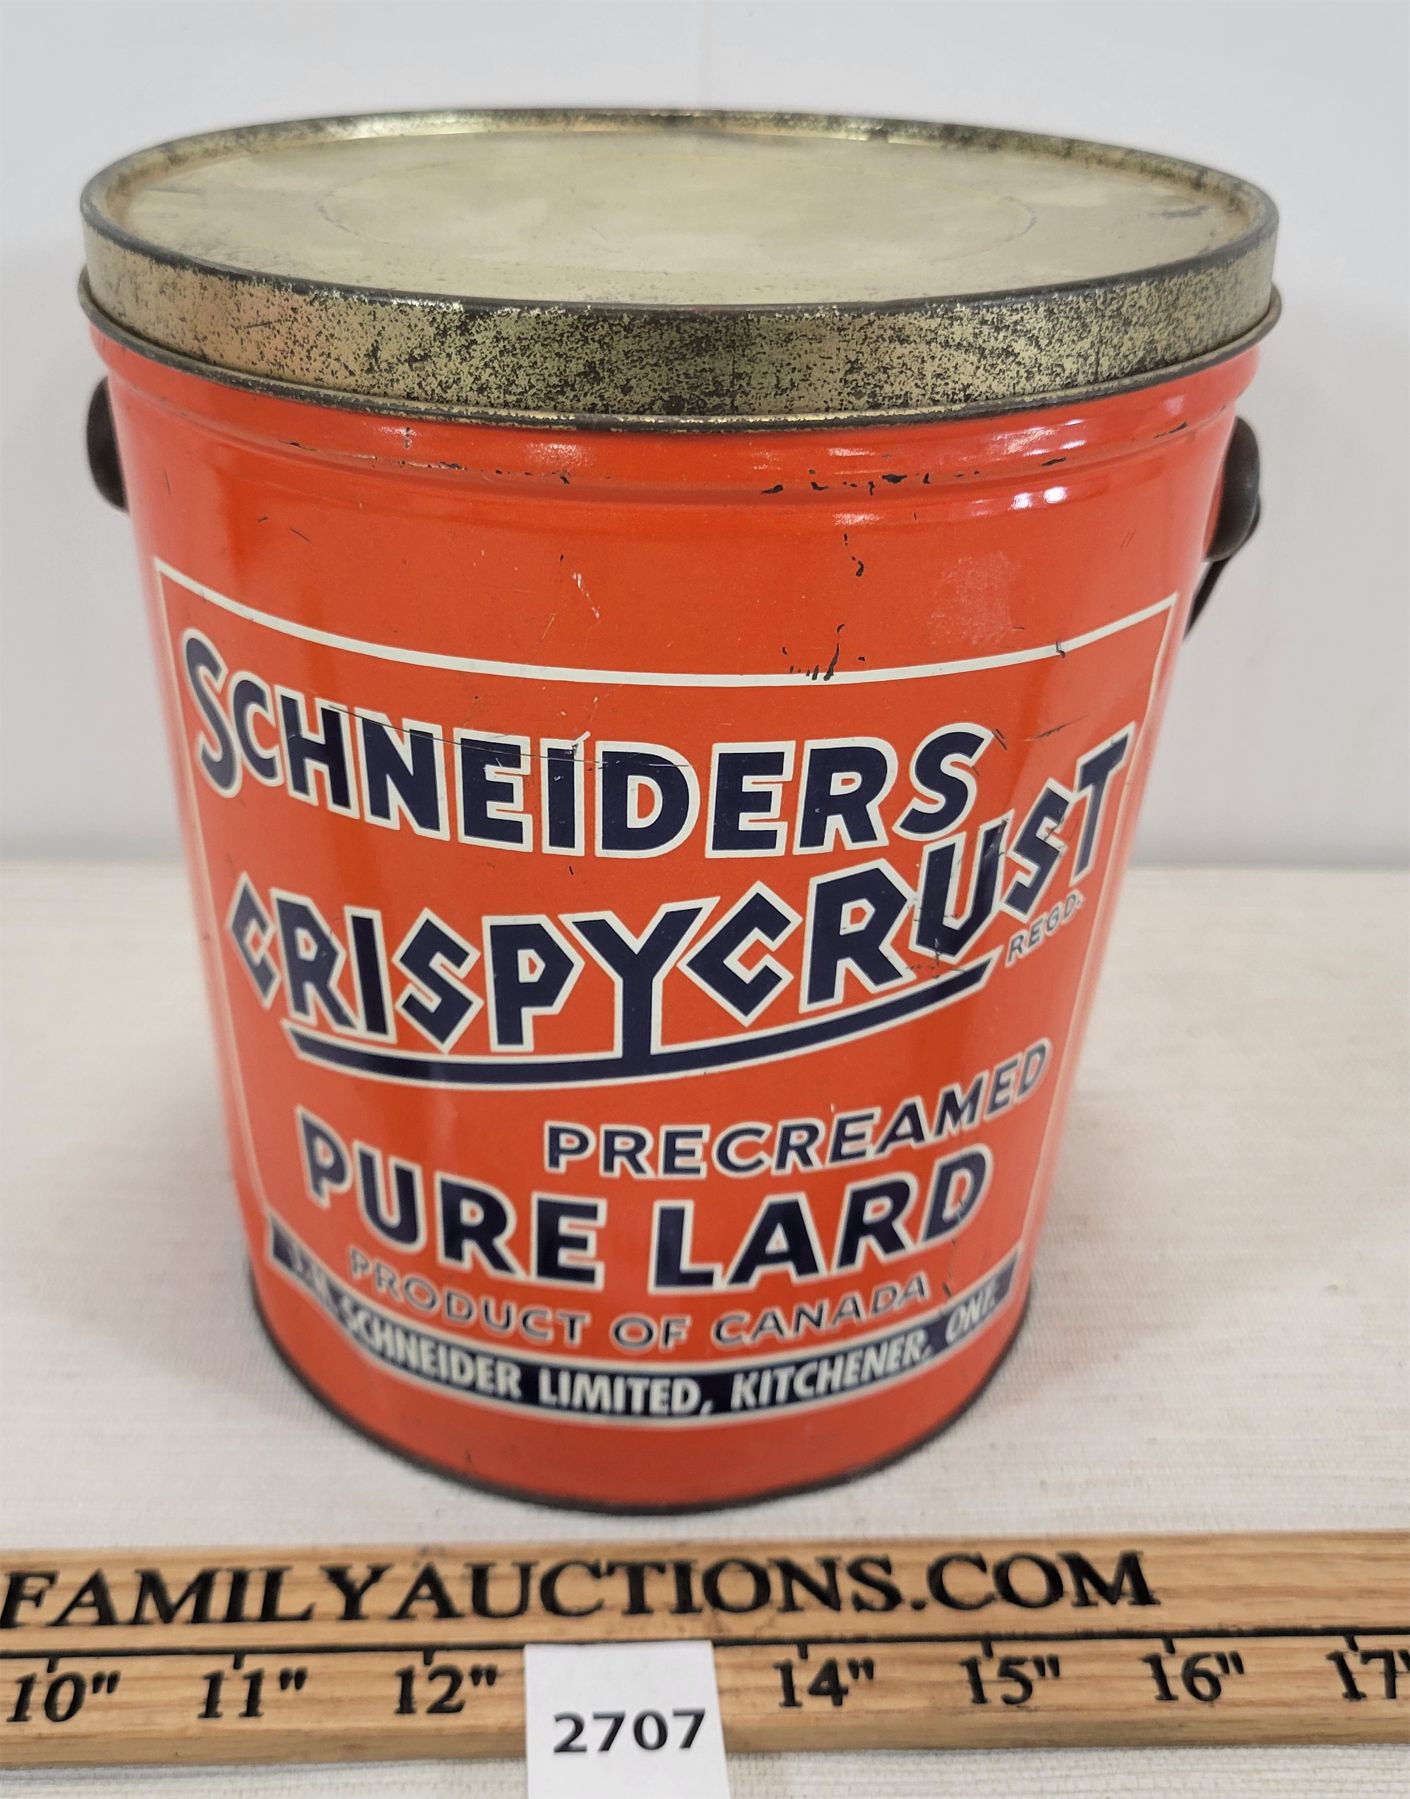 SCHNEIDERS
CRISPYCRUST
REGD.
PRECREAMED
PURE LARD
PRODUCT OF CANADA
J.M. SCHNEIDER LIMITED, KITCHENER, ONT.
FAMILYAUCTIONS.COM
10" 11" 12" 14" 15" 16" 17"
2707